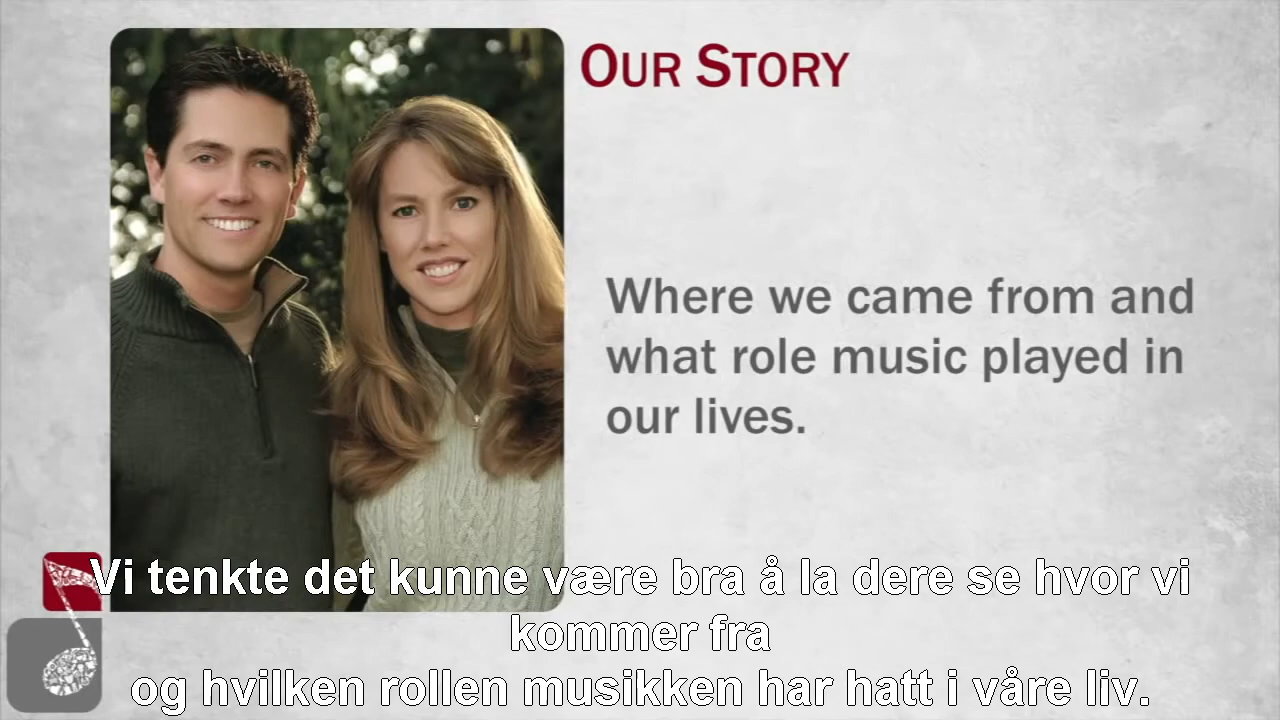 OUR STORY
Where we came from and
what role music played in
our lives.
Vi tenkte det kunne være bra å la dere se hvor vi
kommer fra
og hvilken rollen musikken har hatt i våre liv.